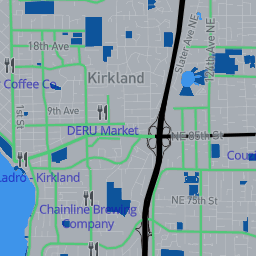 18th Ave
Slater Ave NE
124th Ave NE
Kirkland
Coffee Co
1st St
9th Ave
DERU Market
NE 85th St
Ladro - Kirkland
NE 75th St
Chainline Brewing
Company